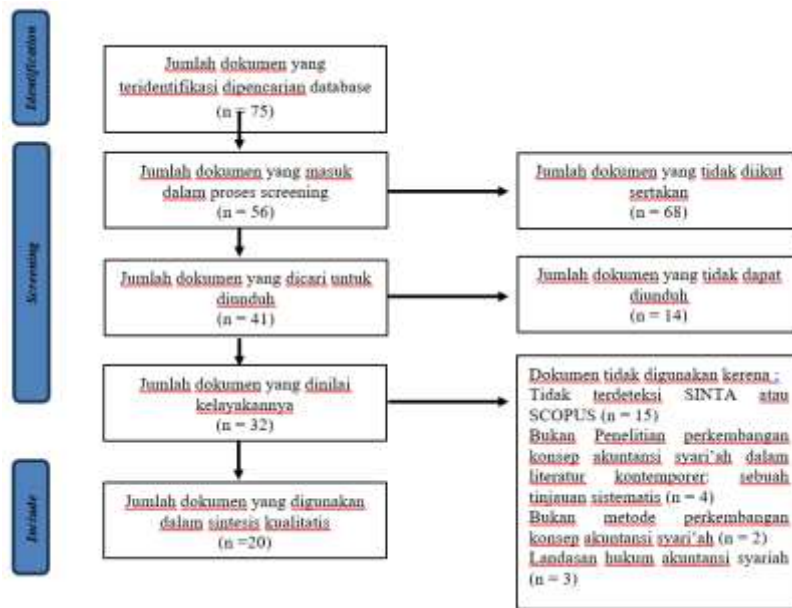 Identification
Jumlah dokumen yang
teridentifikasi dipencarian database
(n = 75)
Screening
Jumlah dokumen yang masuk
dalam proses screening
(n = 56)
Jumlah dokumen yang tidak diikut
sertakan
(n = 68)
Jumlah dokumen yang dicari untuk
diunduh
(n = 41)
Jumlah dokumen yang tidak dapat
diunduh
(n = 14)
Jumlah dokumen yang dinilai
kelayakannya
(n = 32)
Dokumen tidak digunakan kerena :
Tidak terdeteksi SINTA atau
SCOPUS (n = 15)
Bukan Penelitian perkembangan
konsep akuntansi syari'ah dalam
literatur kontemporer: sebuah
tinjauan sistematis (n = 4)
Bukan metode perkembangan
konsep akuntansi syari'ah (n = 2)
Landasan hukum akuntansi syariah
(n = 3)
Include
Jumlah dokumen yang digunakan
dalam sintesis kualitatis
(n =20)